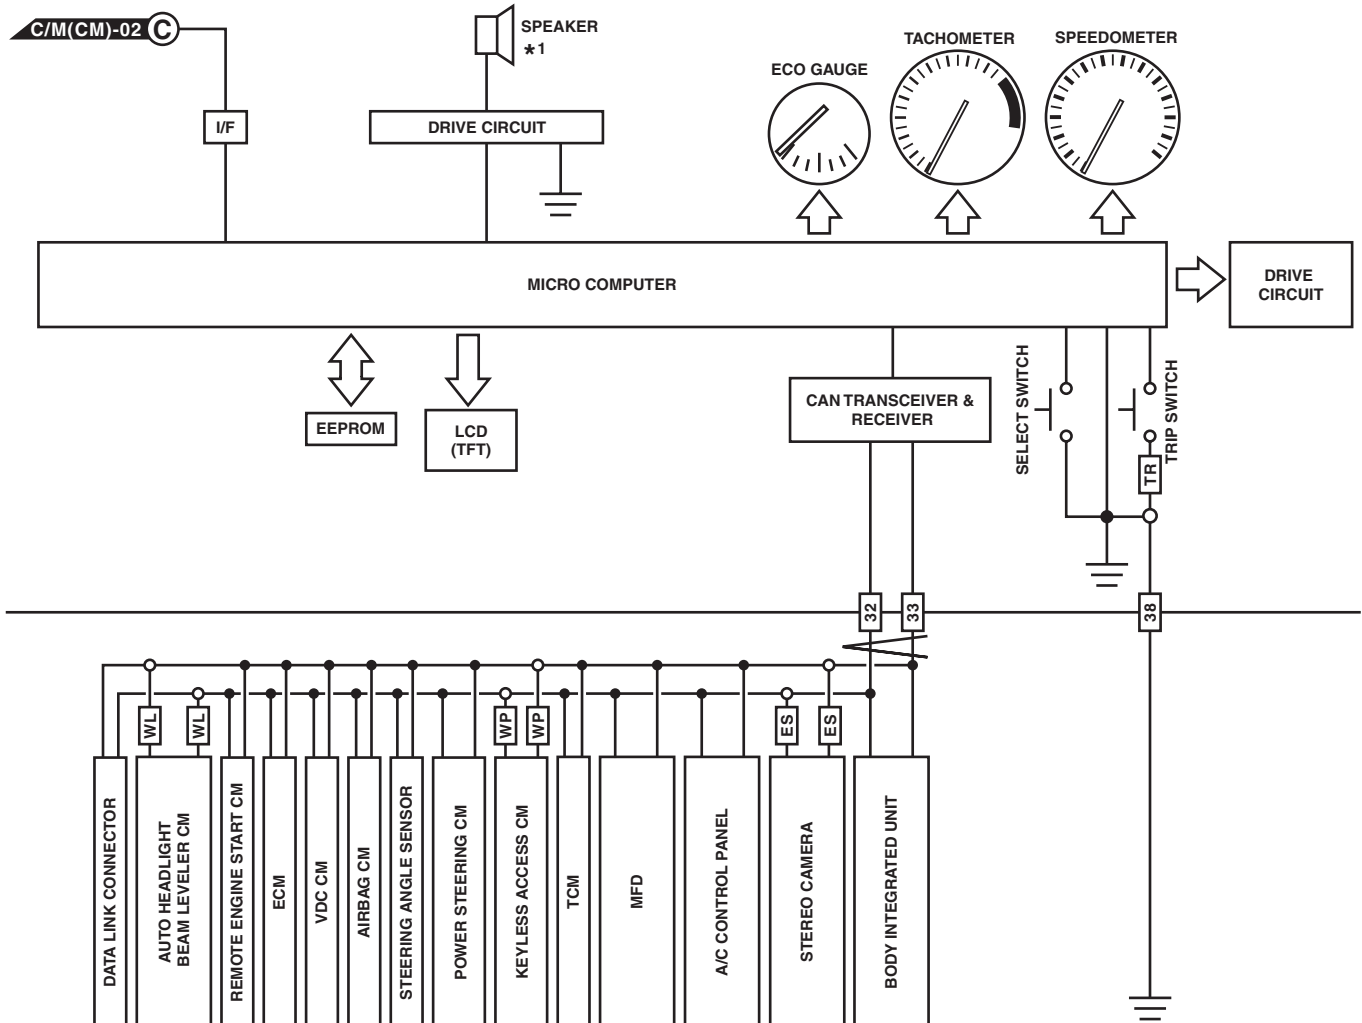 C/M(CM)-02 C
SPEAKER
*1
TACHOMETER
SPEEDOMETER
ECO GAUGE
I/F
DRIVE CIRCUIT
MICRO COMPUTER
DRIVE
CIRCUIT
SELECT SWITCH
TRIP SWITCH
CAN TRANSCEIVER &
RECEIVER
EEPROM
LCD
(TFT)
TR
32
33
38
WL
WL
WP
WP
ES
ES
DATA LINK CONNECTOR
AUTO HEADLIGHT
BEAM LEVELER CM
REMOTE ENGINE START CM
ECM
VDC CM
AIRBAG CM
STEERING ANGLE SENSOR
POWER STEERING CM
KEYLESS ACCESS CM
TCM
MFD
A/C CONTROL PANEL
STEREO CAMERA
BODY INTEGRATED UNIT